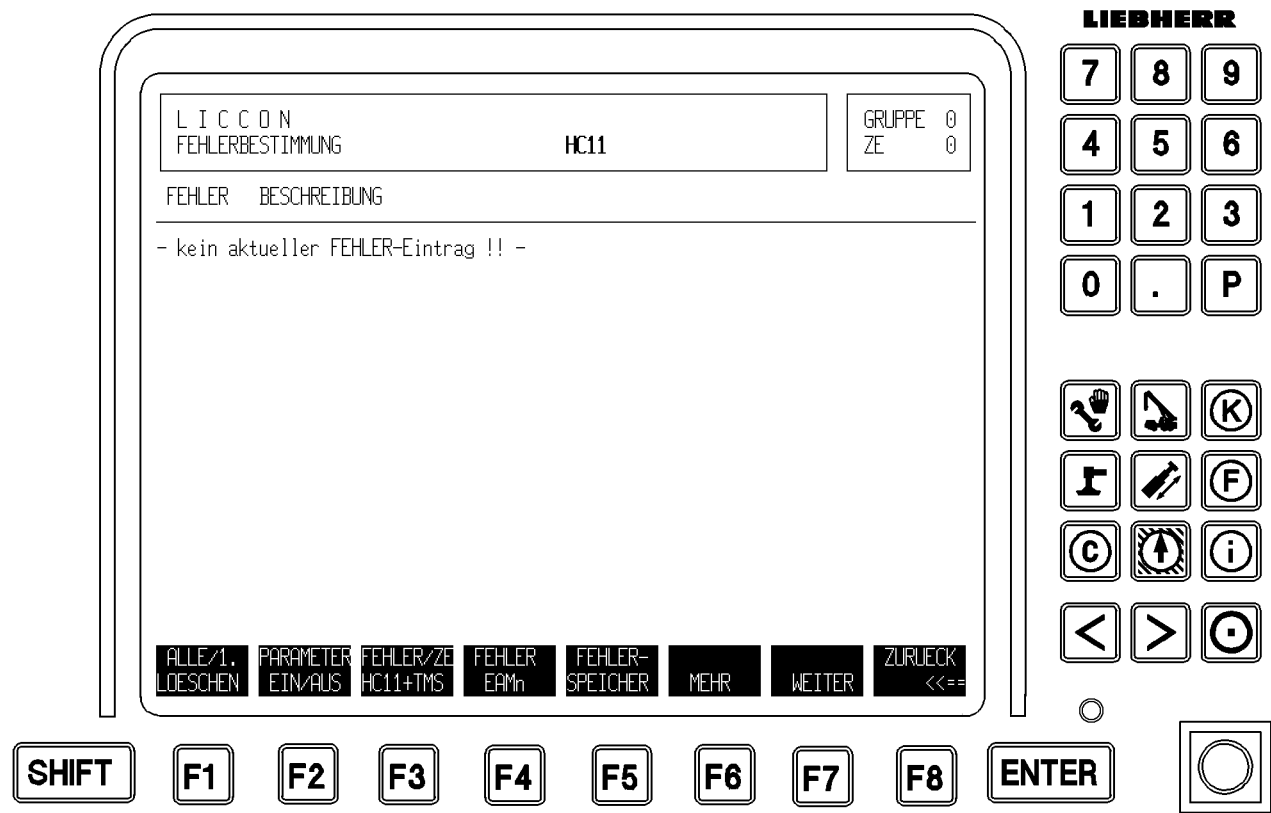 LIEBHERR
L I C C O N
FEHLERBESTIMMUNG HC11
GRUPPE 0
ZE 0
FEHLER BESCHREIBUNG
- kein aktueller FEHLER-Eintrag !! -
ALLE/1. LOESCHEN
PARAMETER EIN/AUS
FEHLER/ZE HC11+TMS
FEHLER EAMn
FEHLER- SPEICHER
MEHR
WEITER
ZURUECK <<==
SHIFT F1 F2 F3 F4 F5 F6 F7 F8 ENTER
7 8 9
4 5 6
1 2 3
0 . P
K
F
C i
< >